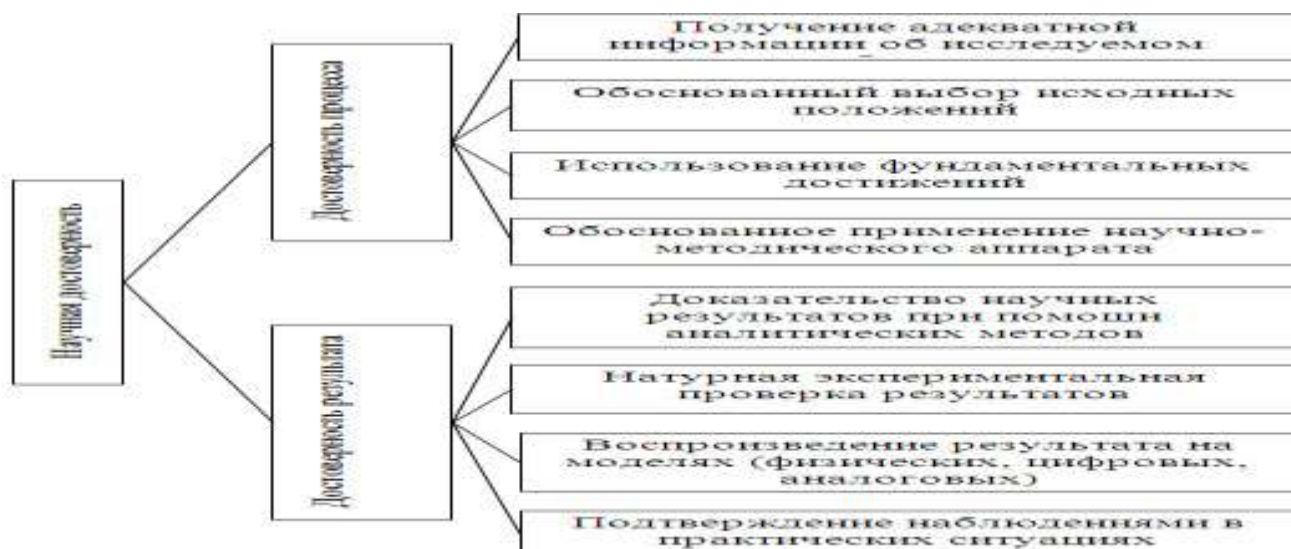 Научная достоверность
Достоверность процесса
Получение адекватной
информации об исследуемом
Обоснованный выбор исходных
положений
Использование фундаментальных
достижений
Обоснованное применение научно-
методического аппарата
Достоверность результата
Доказательство научных
результатов при помощи
аналитических методов
Натурная экспериментальная
проверка результатов
Воспроизведение результата на
моделях (физических, цифровых,
аналоговых)
Подтверждение наблюдениями в
практических ситуациях